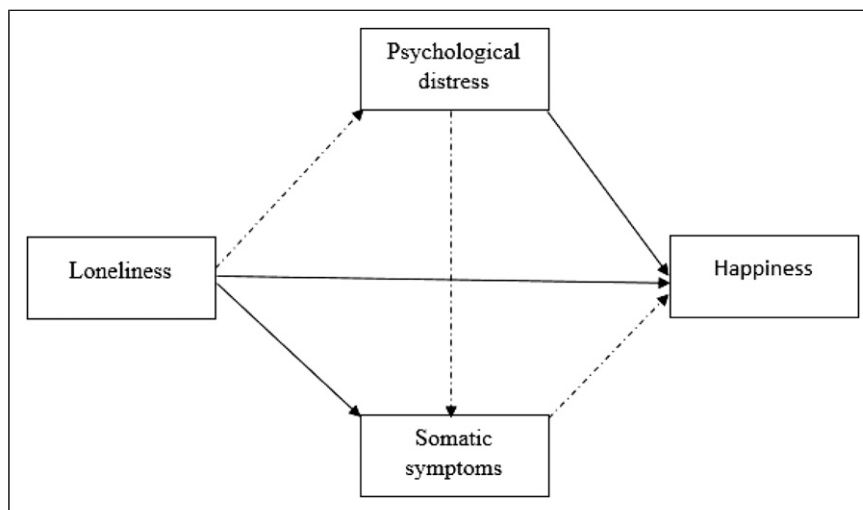 Psychological
distress
Loneliness
Happiness
Somatic
symptoms